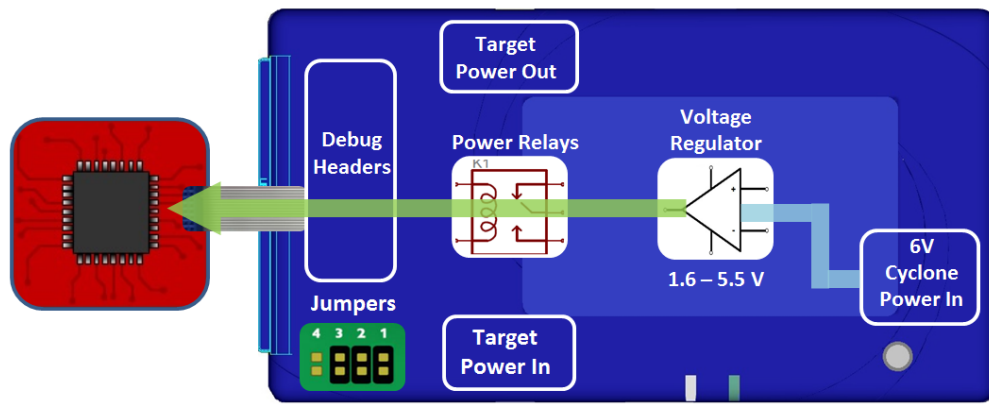 Target
Power Out
Debug
Headers
Power Relays
K1
Voltage
Regulator
+
-
1.6 – 5.5 V
6V
Cyclone
Power In
Jumpers
4 3 2 1
Target
Power In